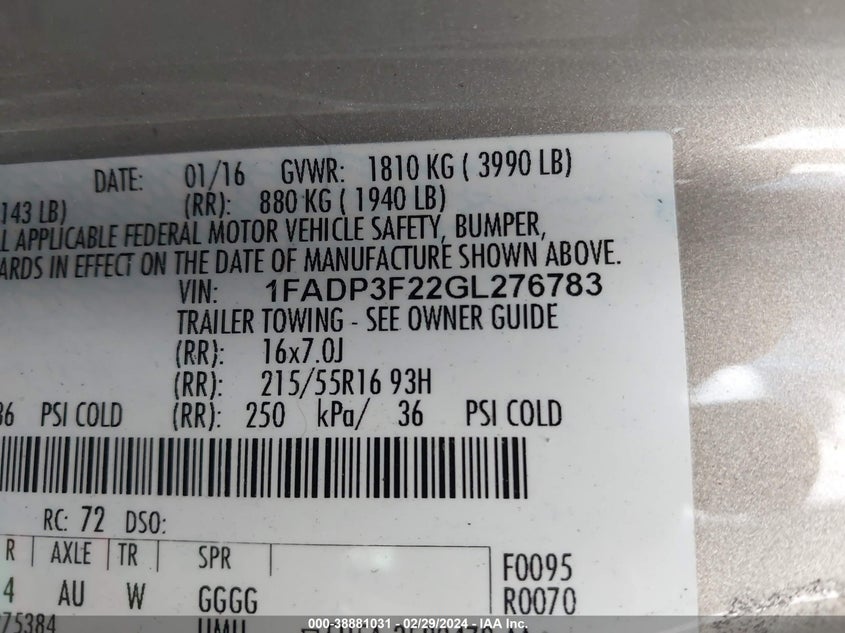 DATE: 01/16 GVWR: 1810 KG ( 3990 LB)
143 LB) (RR): 880 KG ( 1940 LB)
APPLICABLE FEDERAL MOTOR VEHICLE SAFETY, BUMPER,
ARDS IN EFFECT ON THE DATE OF MANUFACTURE SHOWN ABOVE.
VIN: 1FADP3F22GL276783
TRAILER TOWING - SEE OWNER GUIDE
(RR): 16x7.0J
(RR): 215/55R16 93H
36 PSI COLD (RR): 250 kPa/ 36 PSI COLD
RC: 72 DSO:
R AXLE TR SPR
4 AU W GGGG
F0095
R0070
75384
000-38881031 - 02/29/2024 - IAA Inc.